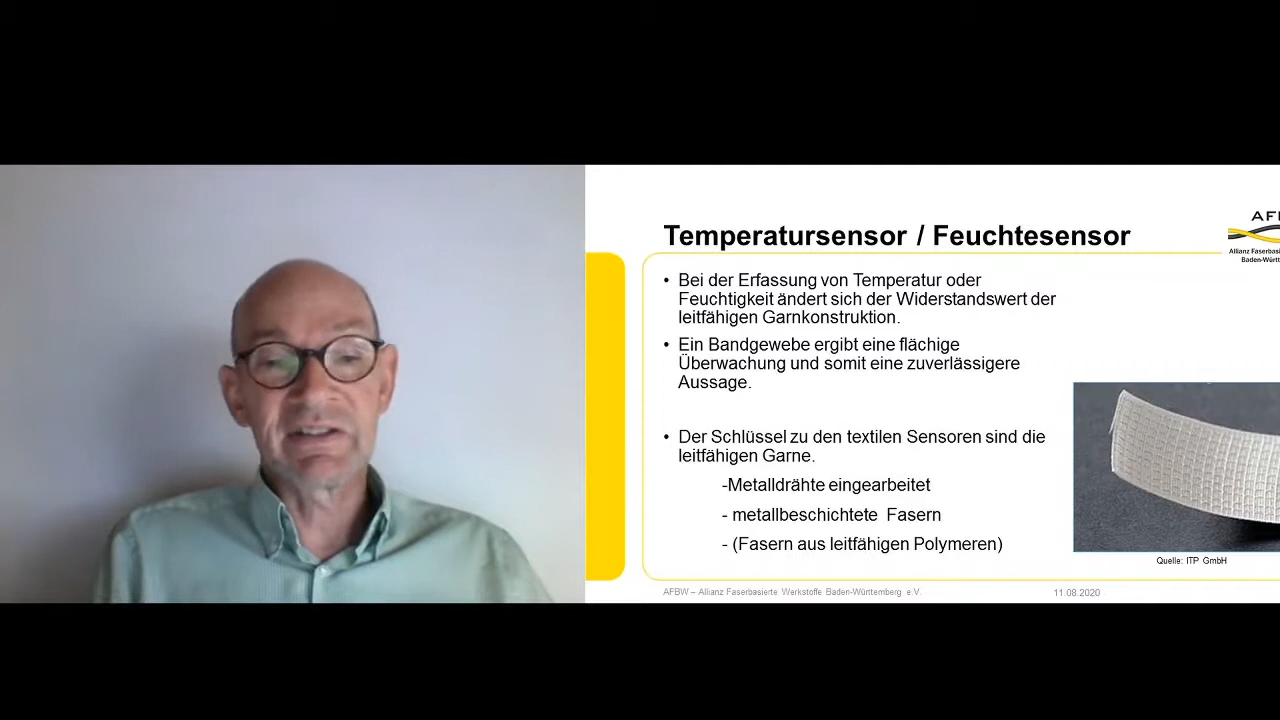 Temperatursensor / Feuchtesensor
• Bei der Erfassung von Temperatur oder
Feuchtigkeit ändert sich der Widerstandswert der
leitfähigen Garnkonstruktion.
• Ein Bandgewebe ergibt eine flächige
Überwachung und somit eine zuverlässigere
Aussage.
• Der Schlüssel zu den textilen Sensoren sind die
leitfähigen Garne.
-Metalldrähte eingearbeitet
- metallbeschichtete Fasern
- (Fasern aus leitfähigen Polymeren)
Quelle: ITP GmbH
AFBW – Allianz Faserbasierte Werkstoffe Baden-Württemberg e.V.
11.08.2020
Allianz